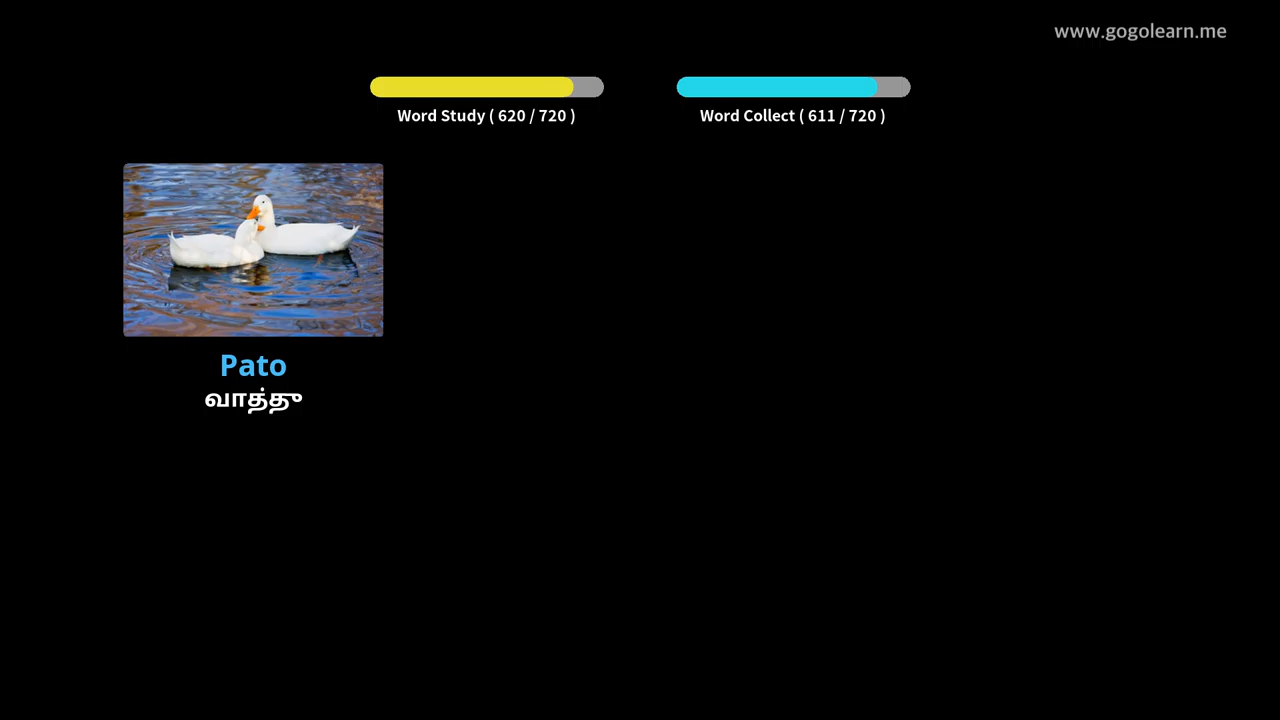 www.gogolearn.me
Word Study ( 620 / 720 )
Word Collect ( 611 / 720 )
Pato
வாத்து